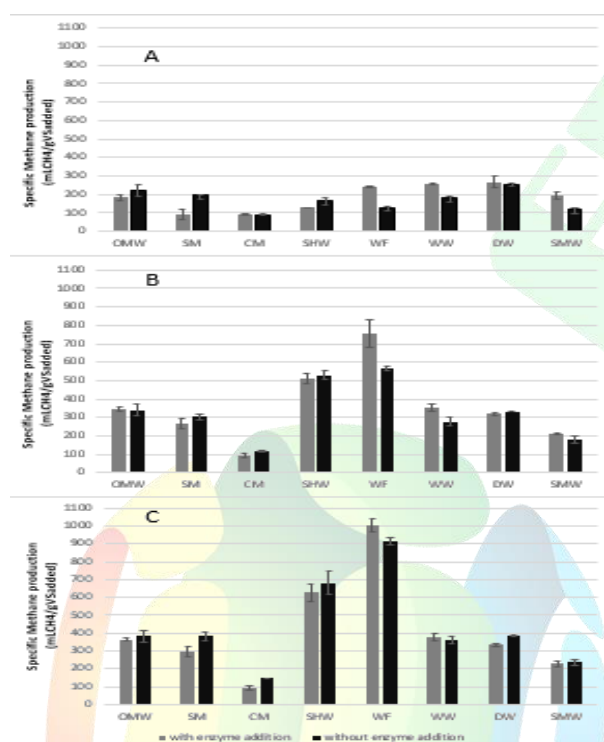 Specific Methane production
(mLCH4/gVSadded)
1100
1000
900
800
700
600
500
400
300
200
100
0
A
OMW SM CM SHW WF WW DW SMW
Specific Methane production
(mLCH4/gVSadded)
1100
1000
900
800
700
600
500
400
300
200
100
0
B
OMW SM CM SHW WF WW DW SMW
Specific Methane production
(mLCH4/gVSadded)
1100
1000
900
800
700
600
500
400
300
200
100
0
C
OMW SM CM SHW WF WW DW SMW
with enzyme addition without enzyme addition